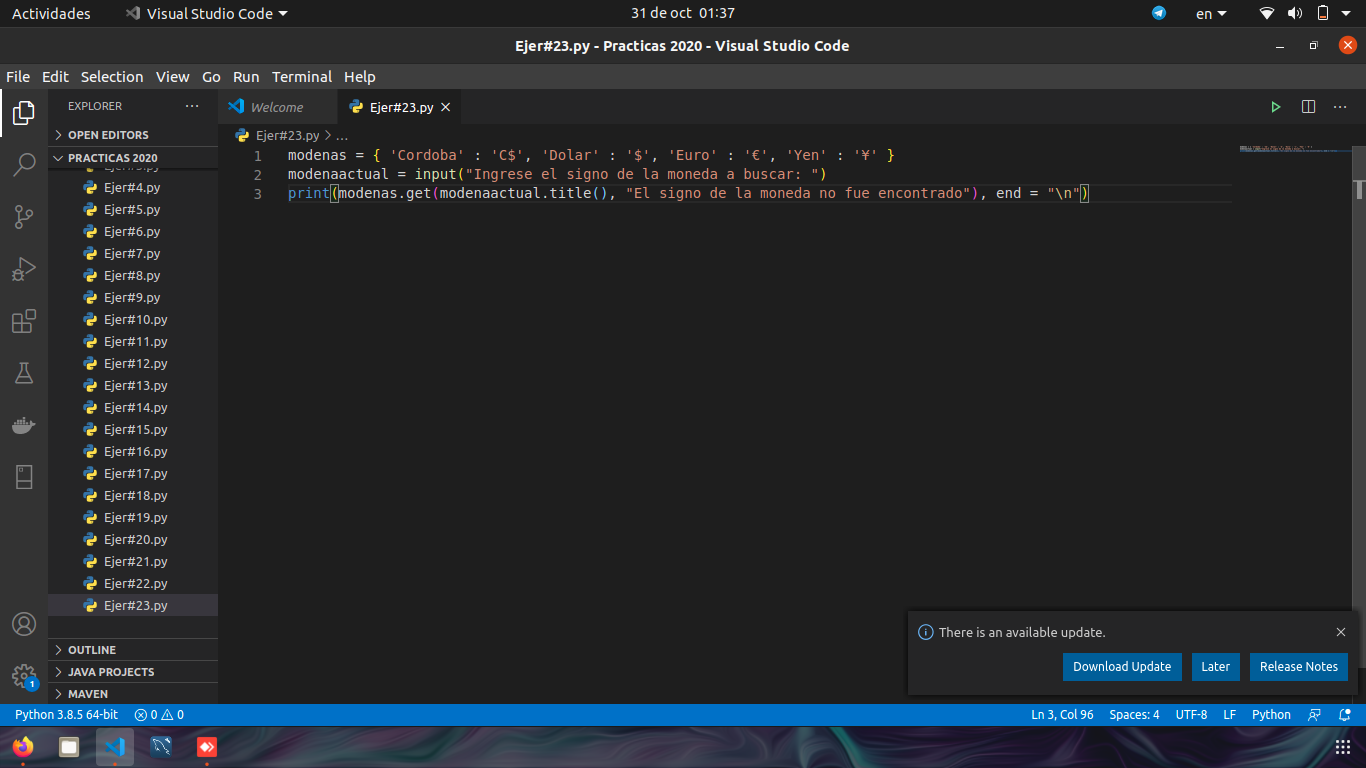 Actividades
Visual Studio Code
31 de oct 01:37
en
Ejer#23.py - Practicas 2020 - Visual Studio Code
File Edit Selection View Go Run Terminal Help
EXPLORER
OPEN EDITORS
PRACTICAS 2020
Ejer#4.py
Ejer#5.py
Ejer#6.py
Ejer#7.py
Ejer#8.py
Ejer#9.py
Ejer#10.py
Ejer#11.py
Ejer#12.py
Ejer#13.py
Ejer#14.py
Ejer#15.py
Ejer#16.py
Ejer#17.py
Ejer#18.py
Ejer#19.py
Ejer#20.py
Ejer#21.py
Ejer#22.py
Ejer#23.py
OUTLINE
JAVA PROJECTS
MAVEN
1
Welcome
Ejer#23.py
Ejer#23.py > ...
1 modenas = { 'Cordoba' : 'C$', 'Dolar' : '$', 'Euro' : '€', 'Yen' : '¥' }
2 modenaactual = input("Ingrese el signo de la moneda a buscar: ")
3 print(modenas.get(modenaactual.title(), "El signo de la moneda no fue encontrado"), end = "\n")
There is an available update.
Download Update
Later
Release Notes
Python 3.8.5 64-bit
0
0
Ln 3, Col 96
Spaces: 4
UTF-8
LF
Python